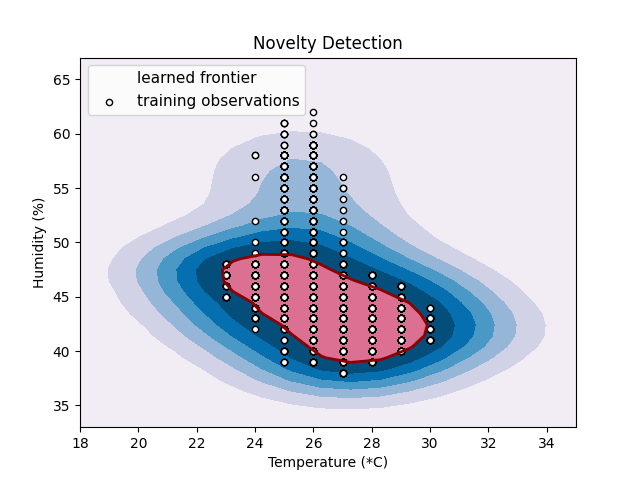 Novelty Detection
learned frontier
training observations
Humidity (%)
65
60
55
50
45
40
35
18 20 22 24 26 28 30 32 34
Temperature (*C)